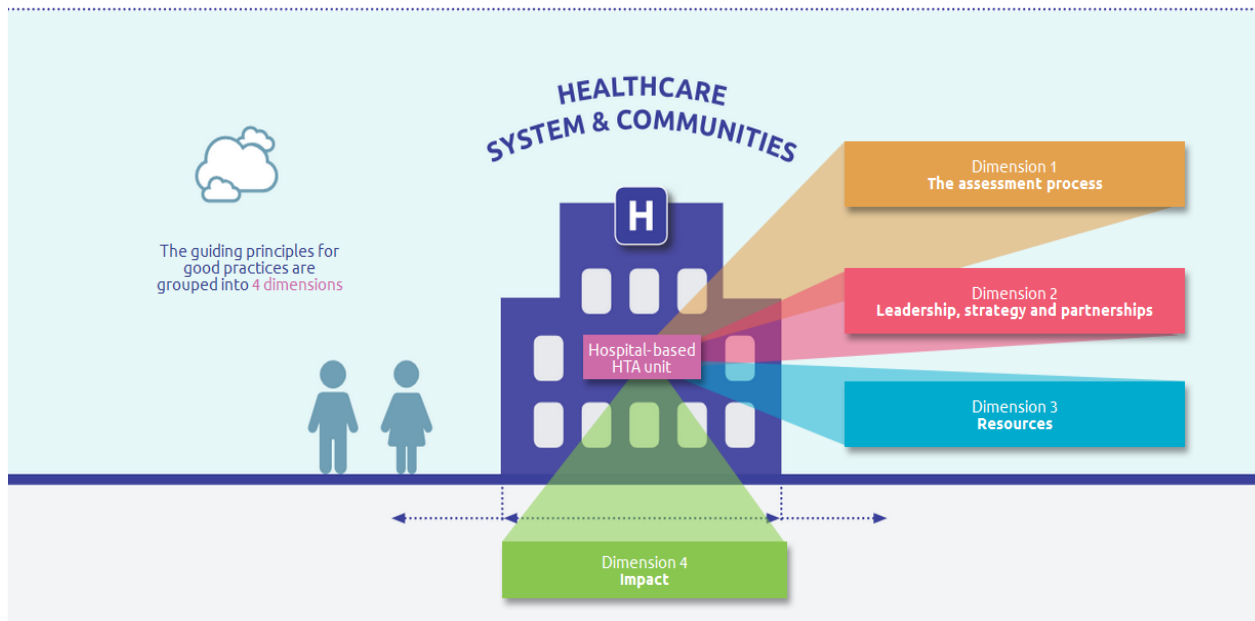 HEALTHCARE
SYSTEM & COMMUNITIES
The guiding principles for
good practices are
grouped into 4 dimensions
H
Hospital-based
HTA unit
Dimension 1
The assessment process
Dimension 2
Leadership, strategy and partnerships
Dimension 3
Resources
Dimension 4
Impact